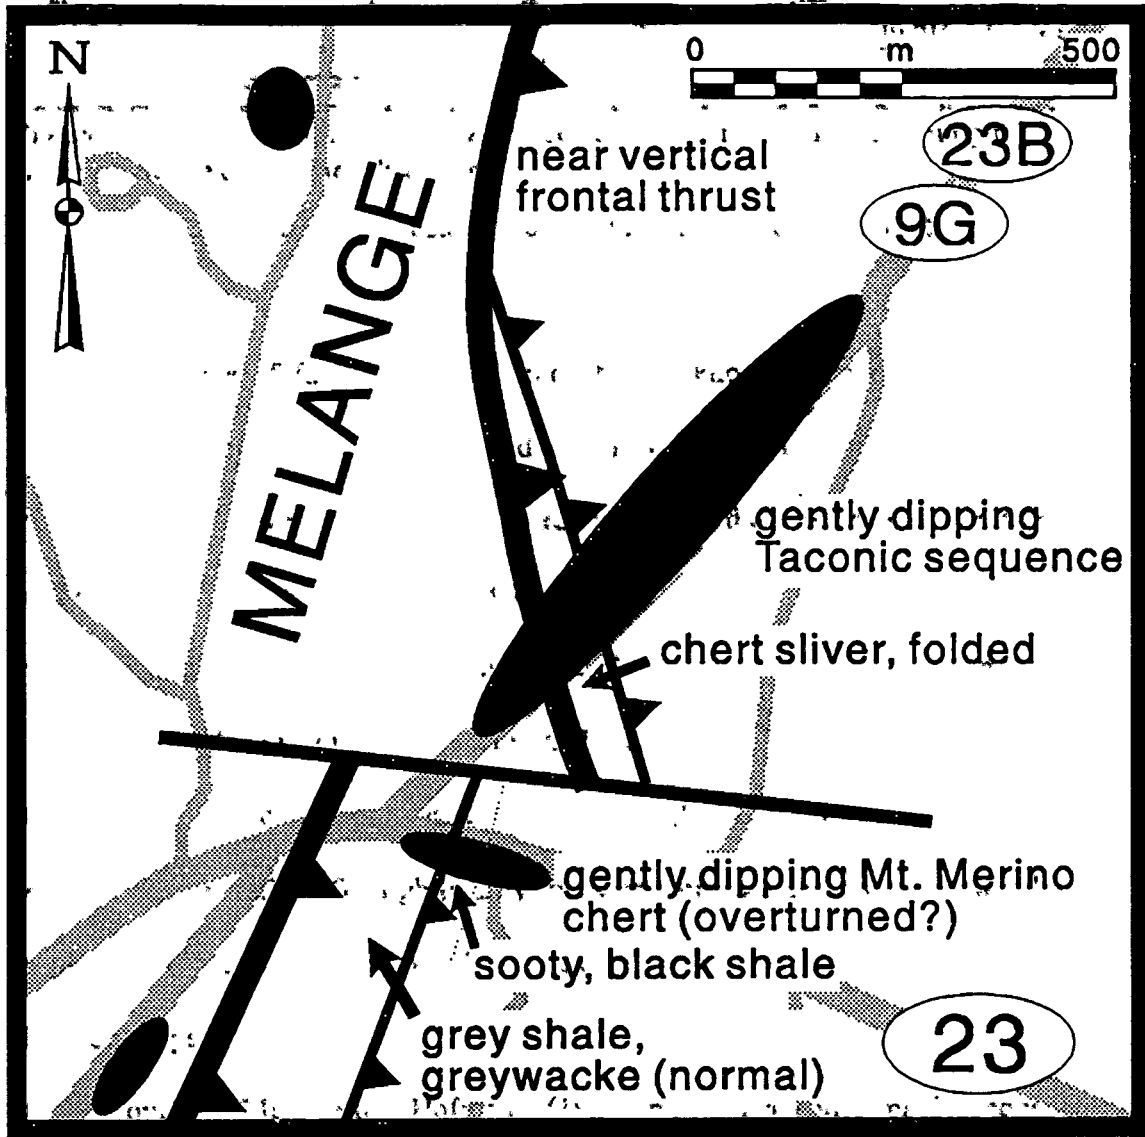 N
0 m 500
23B
near vertical
frontal thrust
9G
MELANGE
gently dipping
Taconic sequence
chert sliver, folded
gently dipping Mt. Merino
chert (overturned?)
sooty, black shale
23
grey shale,
greywacke (normal)